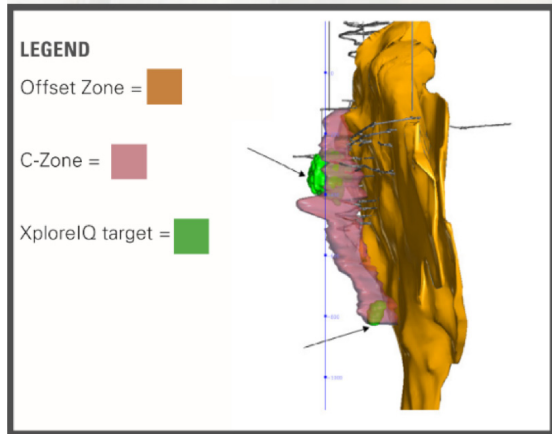 LEGEND
Offset Zone =
C-Zone =
XploreIQ target =